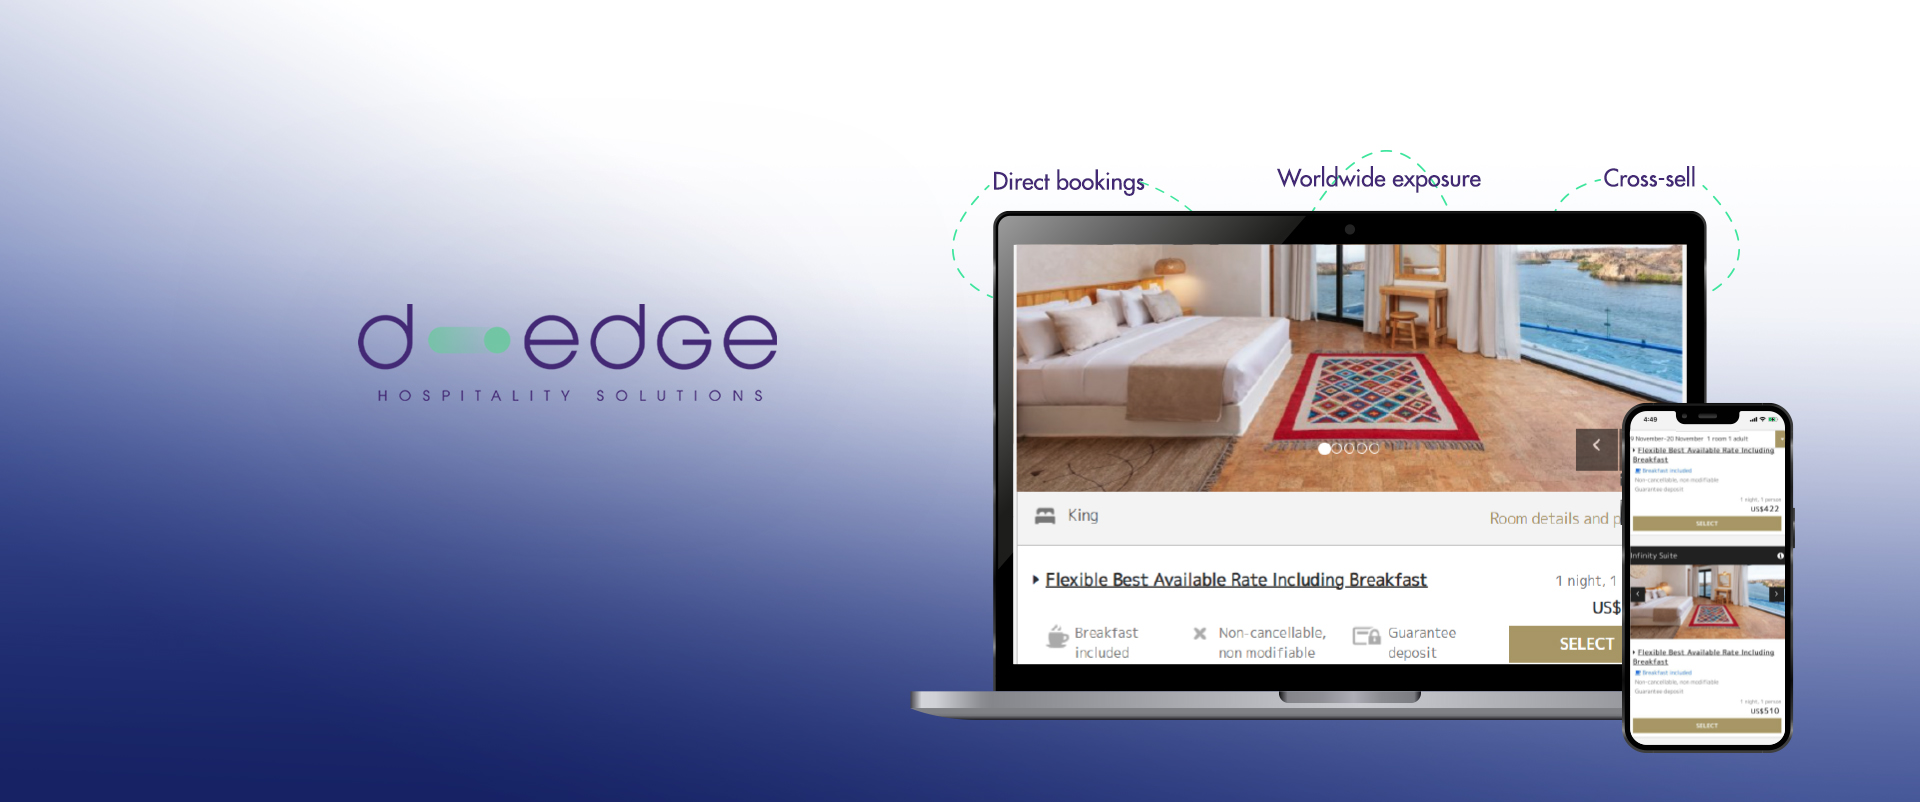 Direct bookings
Worldwide exposure
Cross-sell
d-edge
HOSPITALITY SOLUTIONS
King
Room details and p
Flexible Best Available Rate Including Breakfast
1 night, 1
US$
Breakfast
included
Non-cancellable,
non modifiable
Guarantee
deposit
SELECT
4:49
9 November-20 November 1 room 1 adult
Flexible Best Available Rate Including
Breakfast
Breakfast included
Non-cancellable, non modifiable
Guarantee deposit
1 night, 1 person
US$422
SELECT
Infinity Suite
Flexible Best Available Rate Including
Breakfast
Breakfast included
Non-cancellable, non-modifiable
Guarantee deposit
1 night, 1 person
US$510
SELECT